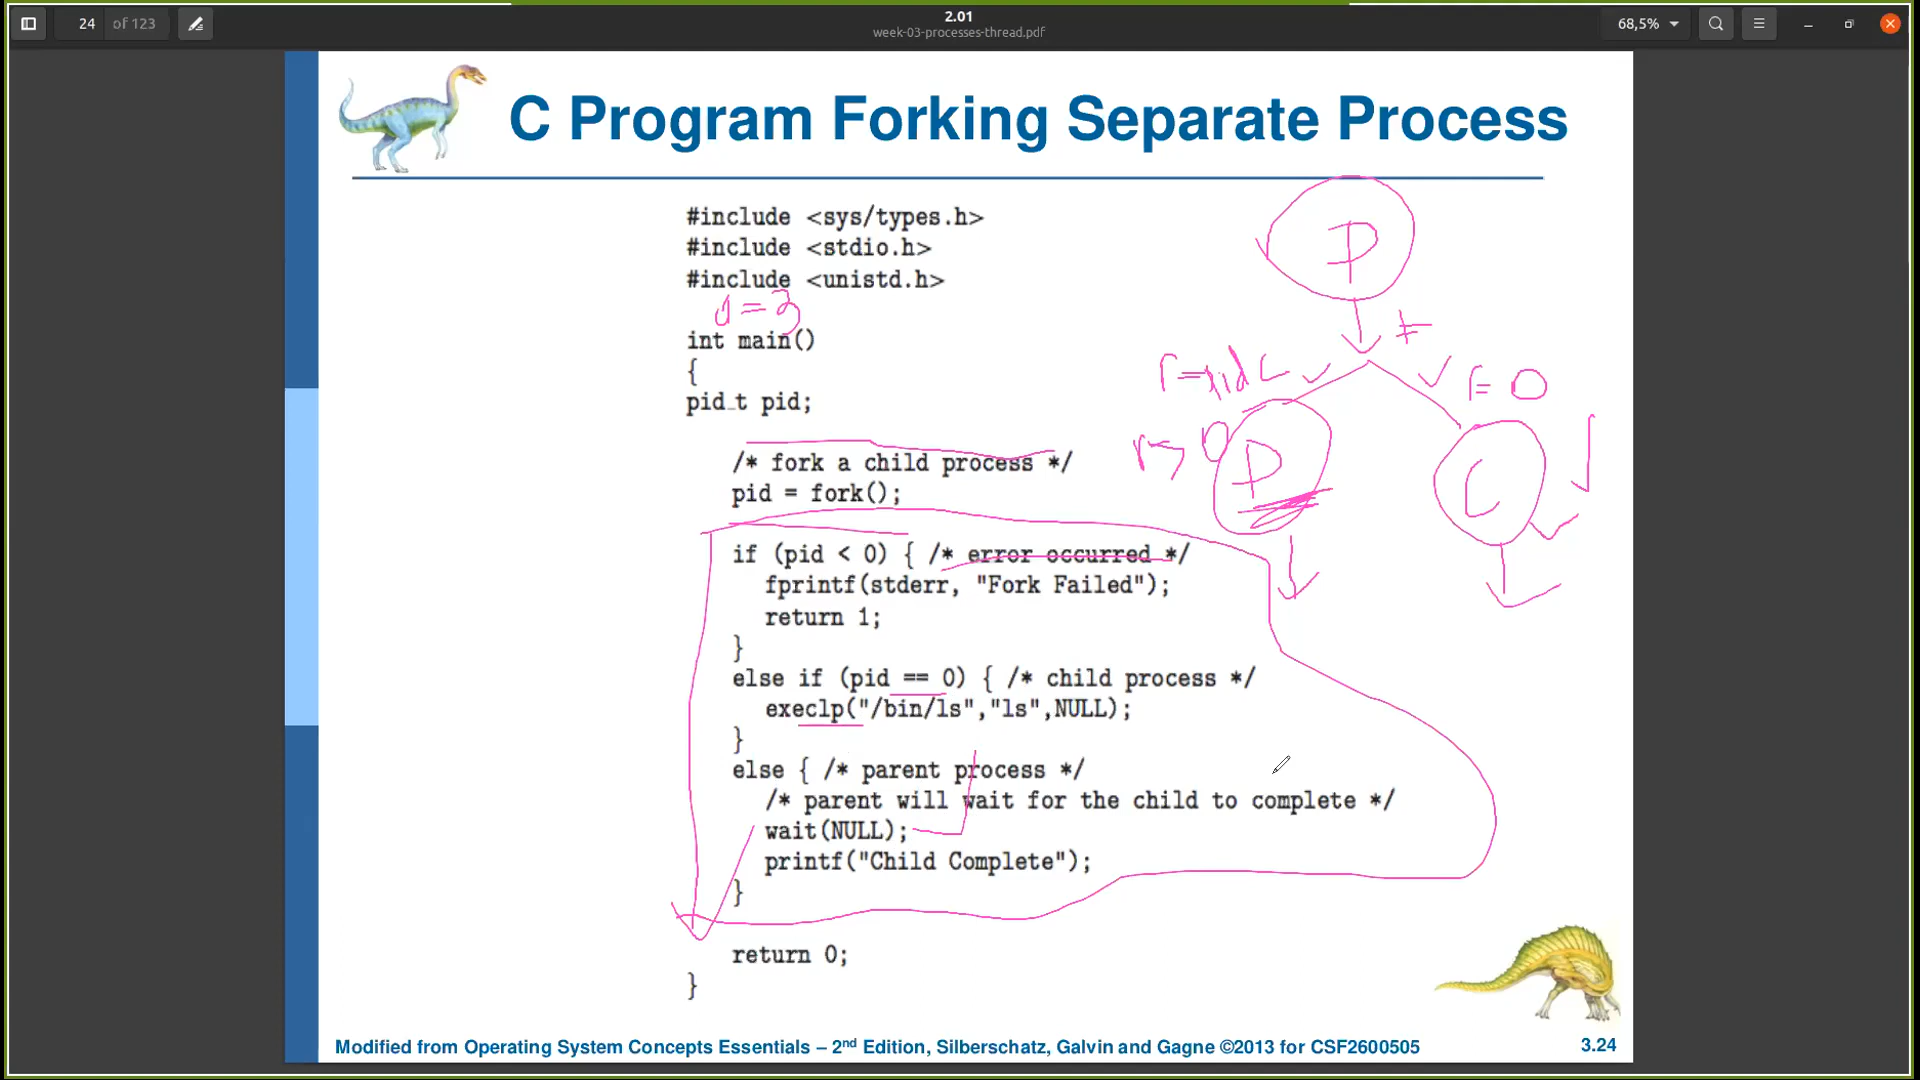 24 of 123
2.01
week-03-processes-thread.pdf
68,5%
C Program Forking Separate Process
#include <sys/types.h>
#include <stdio.h>
#include <unistd.h>
a = 3
int main()
{
pid_t pid;
/* fork a child process */
pid = fork();
if (pid < 0) { /* error occurred */
fprintf(stderr, "Fork Failed");
return 1;
}
else if (pid == 0) { /* child process */
execlp("/bin/ls","ls",NULL);
}
else { /* parent process */
/* parent will wait for the child to complete */
wait(NULL);
printf("Child Complete");
}
return 0;
}
P
F
r=pid C
r= 0
r> 0
P
C
Modified from Operating System Concepts Essentials – 2nd Edition, Silberschatz, Galvin and Gagne ©2013 for CSF2600505
3.24